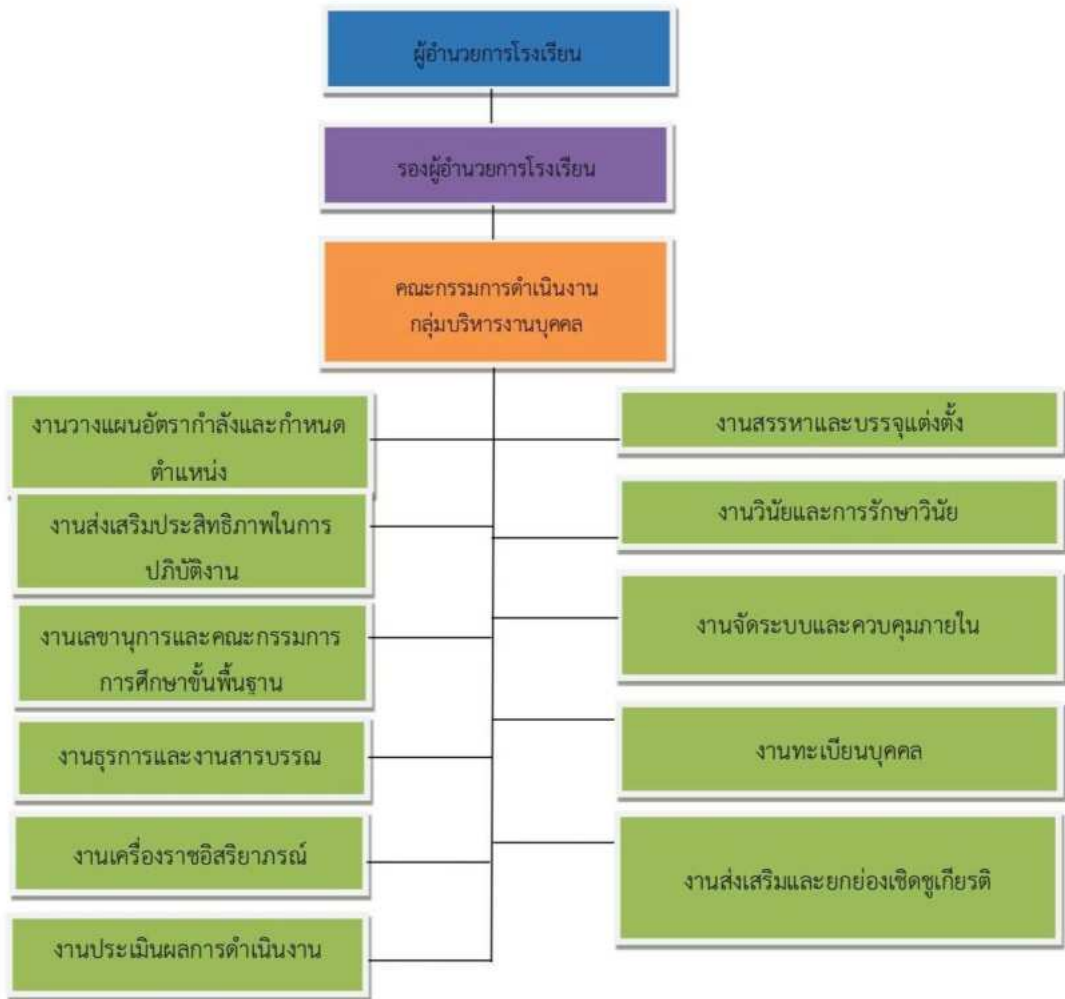 ผู้อำนวยการโรงเรียน
รองผู้อำนวยการโรงเรียน
คณะกรรมการดำเนินงาน
กลุ่มบริหารงานบุคคล
งานวางแผนอัตรากำลังและกำหนด
ตำแหน่ง
งานส่งเสริมประสิทธิภาพในการ
ปภิบัติงาน
งานเลขานุการและคณะกรรมการ
การศึกษาขั้นพื้นฐาน
งานธุรการและงานสารบรรณ
งานเครื่องราชอิสริยาภรณ์
งานประเมินผลการดำเนินงาน
งานสรรหาและบรรจุแต่งตั้ง
งานวินัยและการรักษาวินัย
งานจัดระบบและควบคุมภายใน
งานทะเบียนบุคคล
งานส่งเสริมและยกย่องเชิดชูเกียรติ